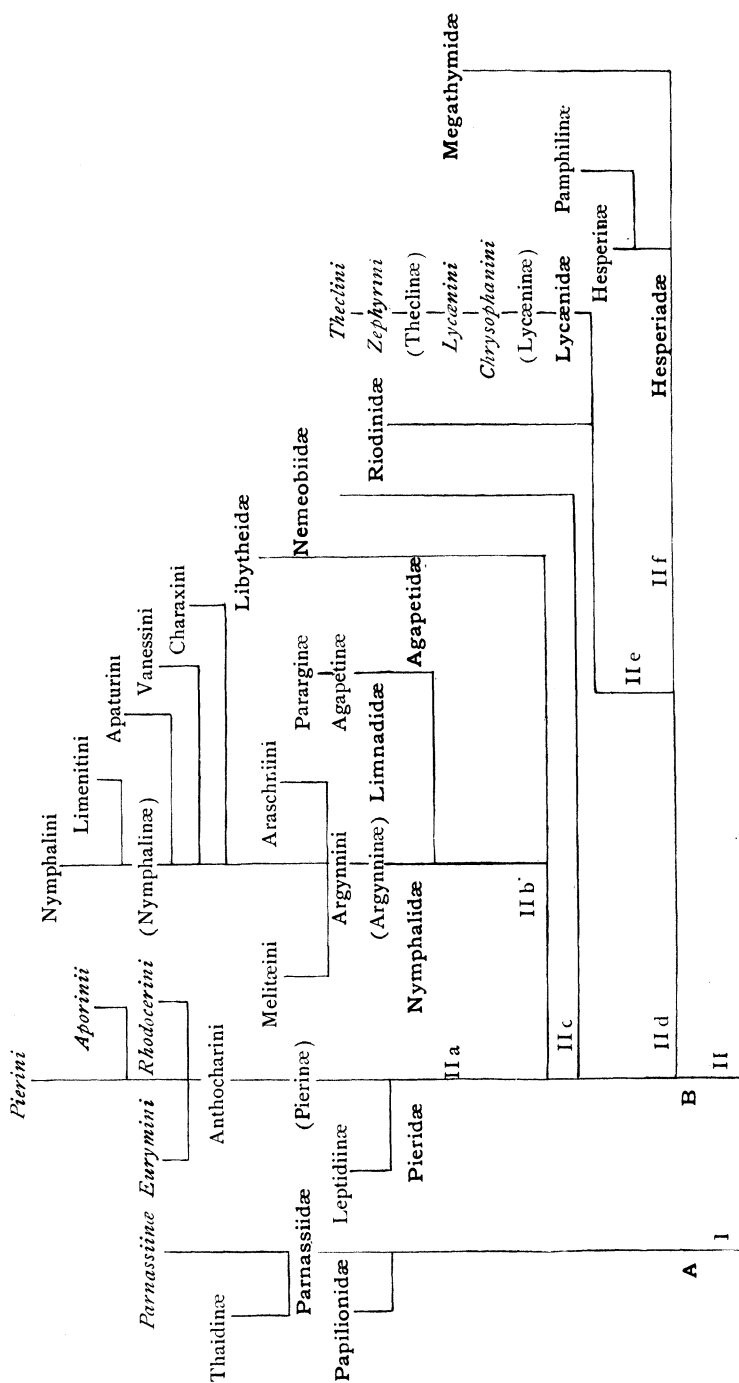 Pierini
Aporinii
Parnassiinæ
Eurymini
Rhodocerini
Anthocharini
Thaidinæ
(Pierinæ)
Parnassiidæ
Leptidiinæ
Papilionidæ
Pieridæ
Nymphalini
Limenitini
Apaturini
(Nymphalinæ)
Vanessini
Charaxini
Melitæini
Araschniini
Argynnini
(Argynninæ)
Nymphalidæ
Limnadidæ
Pararginæ
Agapetinæ
Agapetidæ
Libytheidæ
Nemeobiidæ
Riodinidæ
Theclini
Zephyrini
(Theclinæ)
Lycænini
Chrysophanini
(Lycæninæ)
Lycænidæ
Megathymidæ
Pamphilinæ
Hesperinæ
Hesperiadæ
II a
II b
II c
II d
II e
II f
A
I
B
II